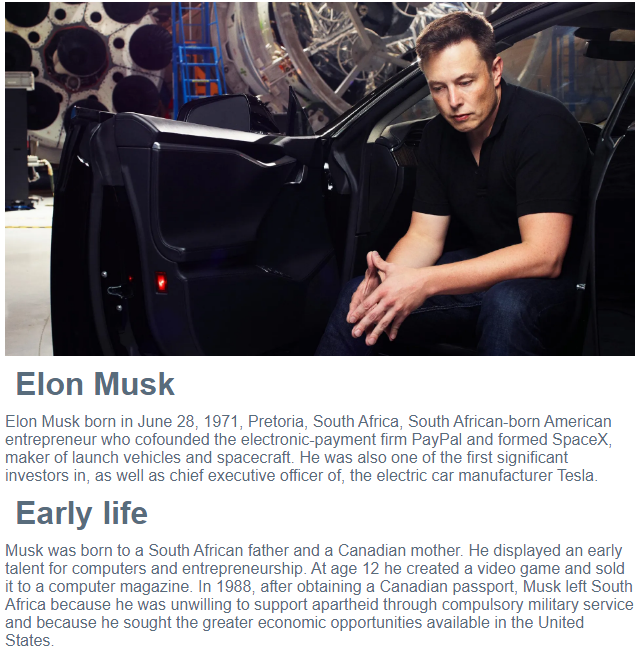 Elon Musk
Elon Musk born in June 28, 1971, Pretoria, South Africa, South African-born American
entrepreneur who cofounded the electronic-payment firm PayPal and formed SpaceX,
maker of launch vehicles and spacecraft. He was also one of the first significant
investors in, as well as chief executive officer of, the electric car manufacturer Tesla.
Early life
Musk was born to a South African father and a Canadian mother. He displayed an early
talent for computers and entrepreneurship. At age 12 he created a video game and sold
it to a computer magazine. In 1988, after obtaining a Canadian passport, Musk left South
Africa because he was unwilling to support apartheid through compulsory military service
and because he sought the greater economic opportunities available in the United
States.